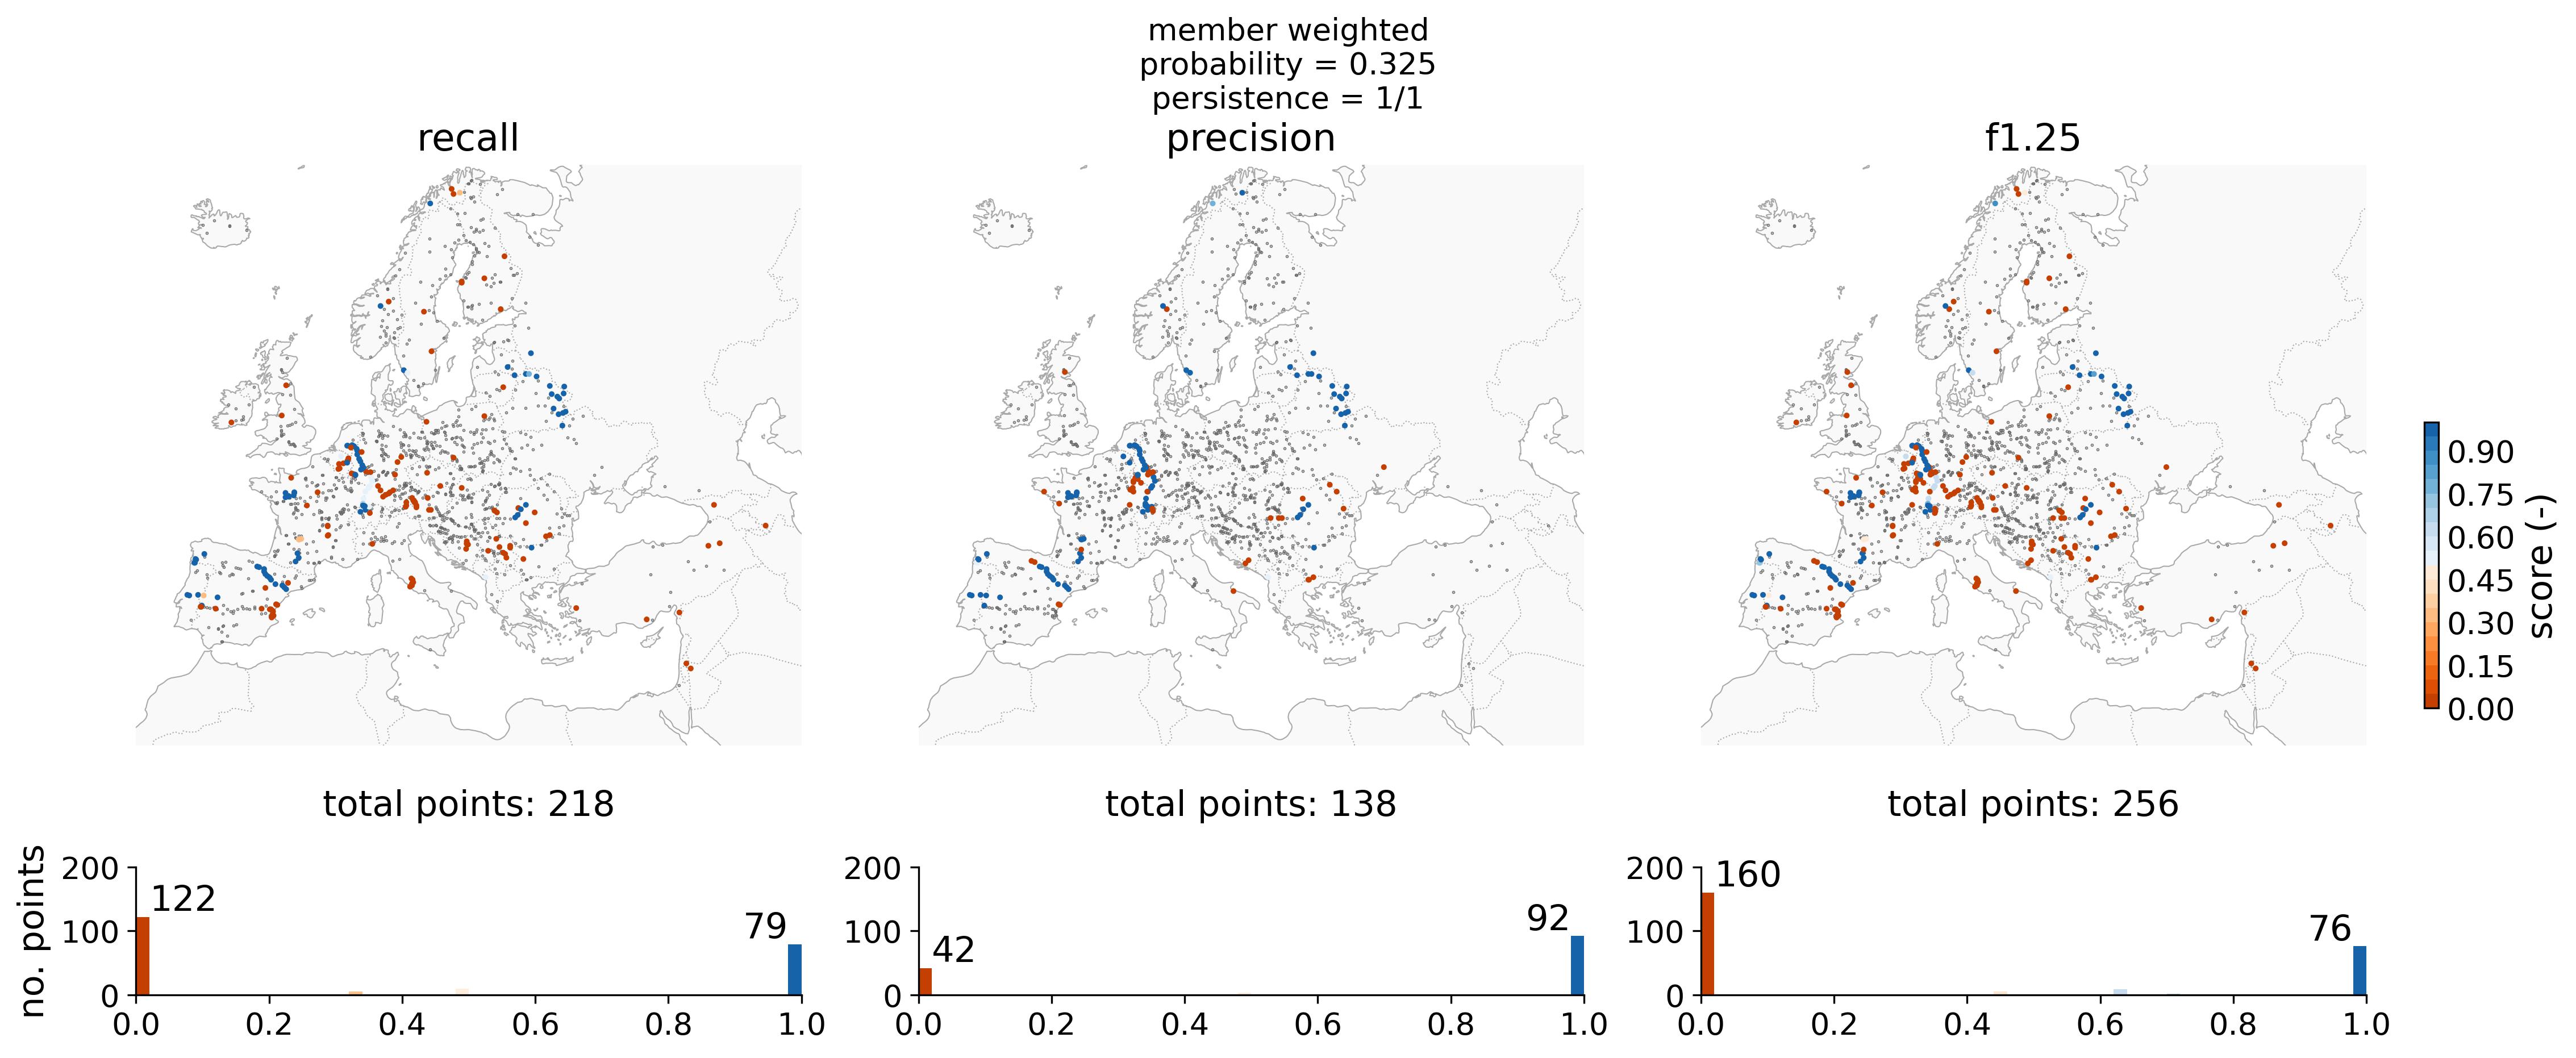 member weighted
probability = 0.325
persistence = 1/1
recall
precision
f1.25
0.90
0.75
0.60
0.45
0.30
0.15
0.00
score (-)
total points: 218
total points: 138
total points: 256
no. points
200
100
0
122
79
0.0 0.2 0.4 0.6 0.8 1.0
200
100
0
42
92
0.0 0.2 0.4 0.6 0.8 1.0
200
100
0
160
76
0.0 0.2 0.4 0.6 0.8 1.0